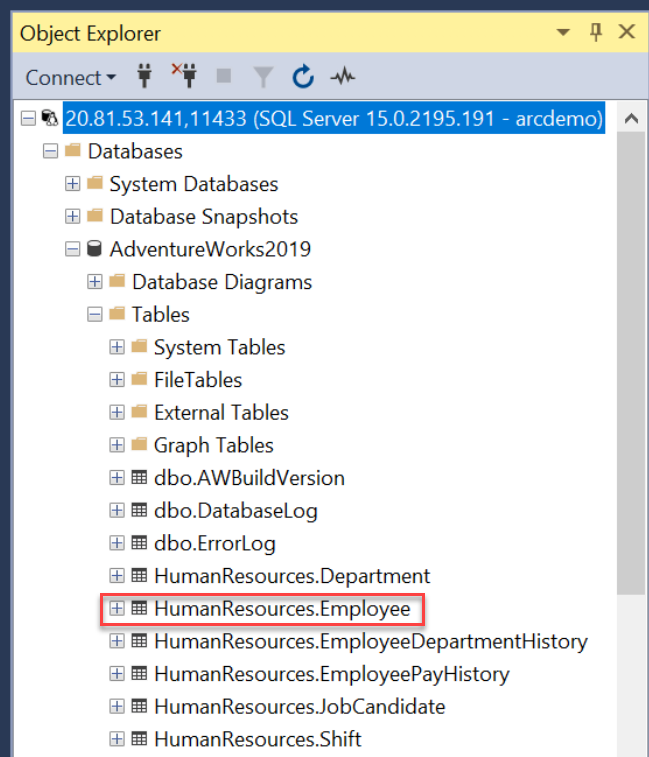 Object Explorer
Connect
20.81.53.141,11433 (SQL Server 15.0.2195.191 - arcdemo)
Databases
System Databases
Database Snapshots
AdventureWorks2019
Database Diagrams
Tables
System Tables
FileTables
External Tables
Graph Tables
dbo.AWBuildVersion
dbo.DatabaseLog
dbo.ErrorLog
HumanResources.Department
HumanResources.Employee
HumanResources.EmployeeDepartmentHistory
HumanResources.EmployeePayHistory
HumanResources.JobCandidate
HumanResources.Shift